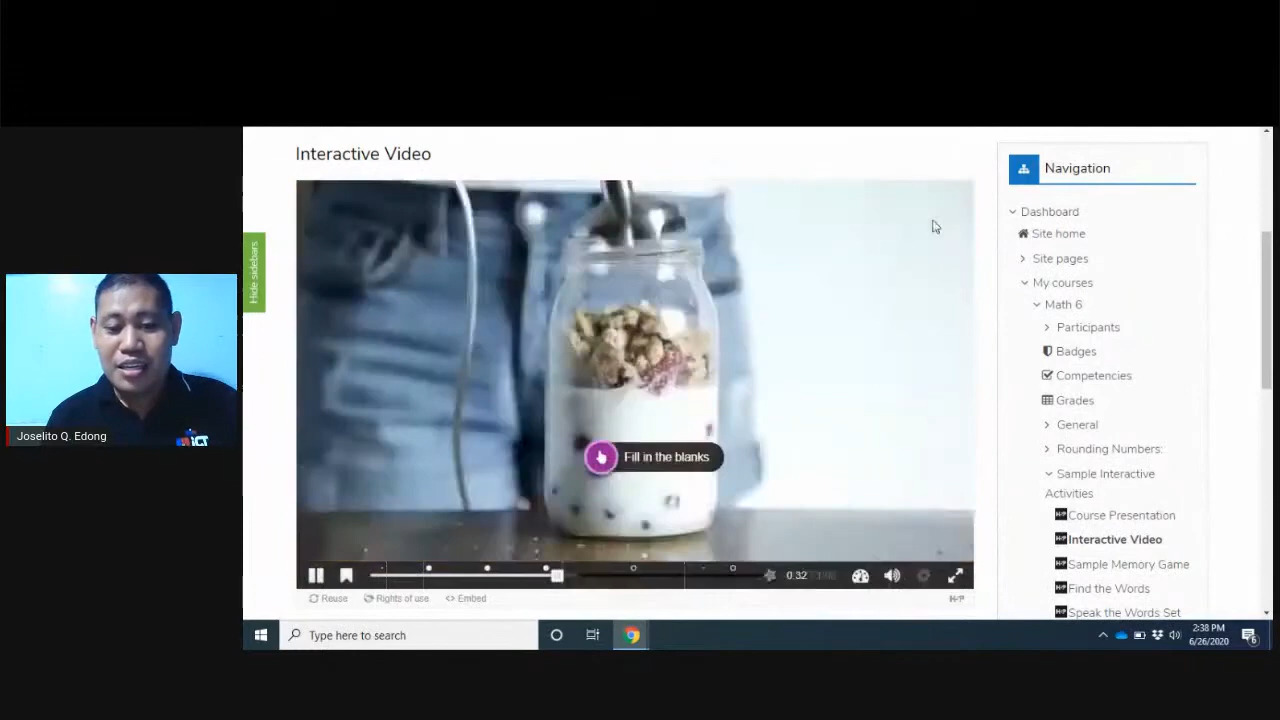 Interactive Video
Hide sidebars
Joselito Q. Edong
Fill in the blanks
0:32
Reuse
Rights of use
<> Embed
H-P
Navigation
Dashboard
Site home
Site pages
My courses
Math 6
Participants
Badges
Competencies
Grades
General
Rounding Numbers:
Sample Interactive
Activities
Course Presentation
Interactive Video
Sample Memory Game
Find the Words
Speak the Words Set
Type here to search
2:38 PM
6/26/2020
6